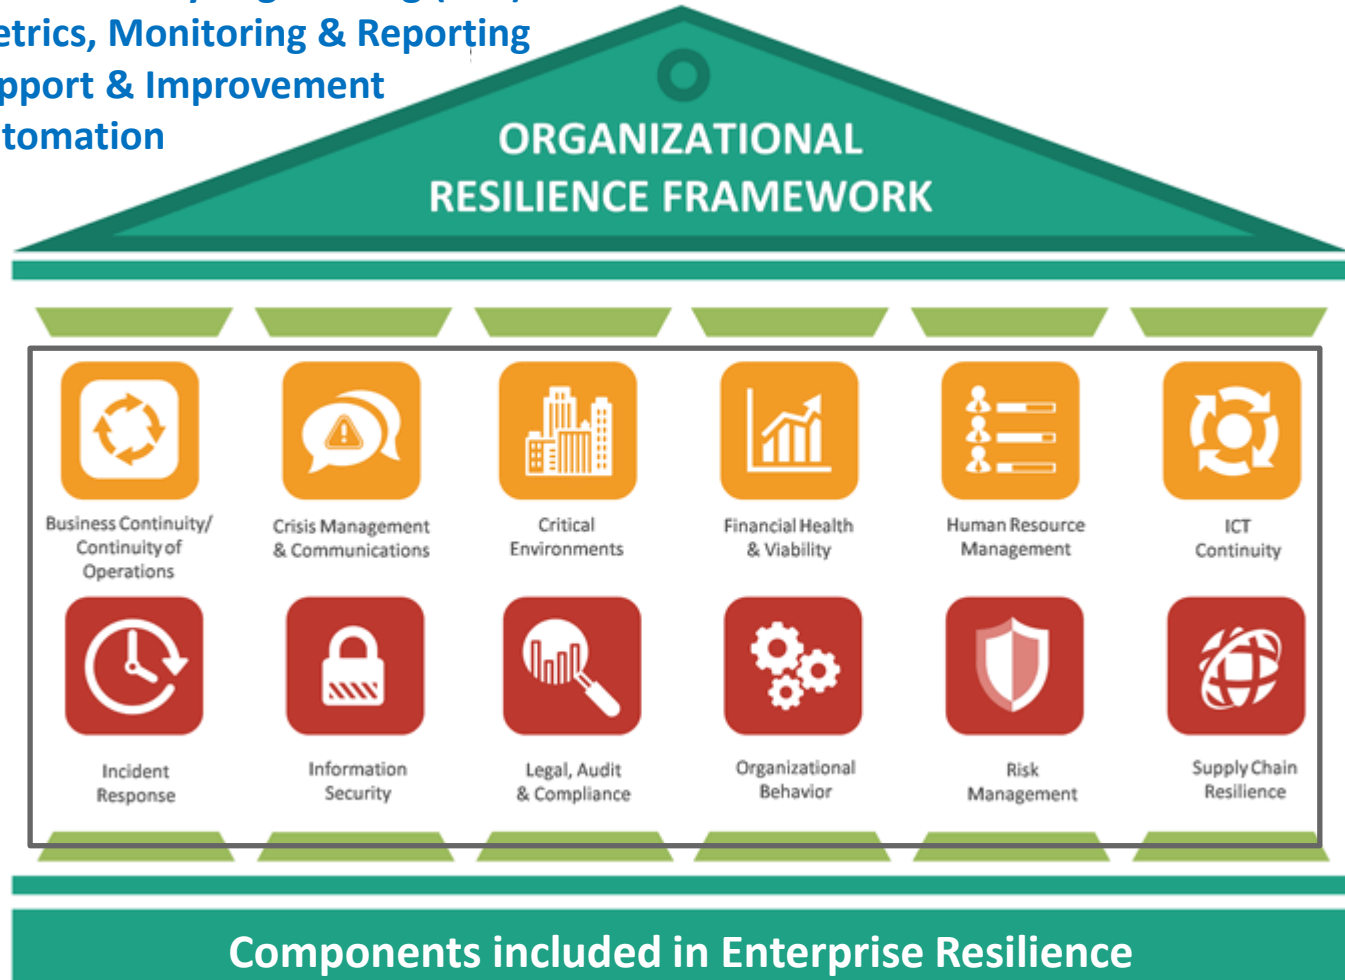 etrics, Monitoring & Reporting
pport & Improvement
tomation
ORGANIZATIONAL
RESILIENCE FRAMEWORK
Business Continuity/
Continuity of
Operations
Crisis Management
& Communications
Critical
Environments
Financial Health
& Viability
Human Resource
Management
ICT
Continuity
Incident
Response
Information
Security
Legal, Audit
& Compliance
Organizational
Behavior
Risk
Management
Supply Chain
Resilience
Components included in Enterprise Resilience